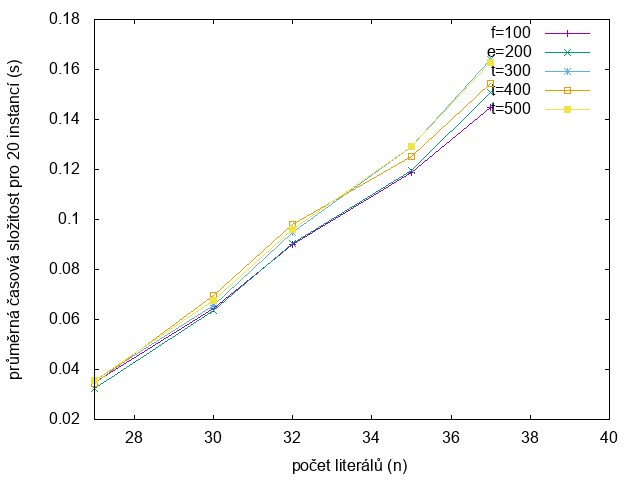 0.18
0.16
0.14
0.12
0.1
0.08
0.06
0.04
0.02
28
30
32
34
36
38
40
průměrná časová složitost pro 20 instancí (s)
počet literálů (n)
f=100
e=200
t=300
f=400
t=500